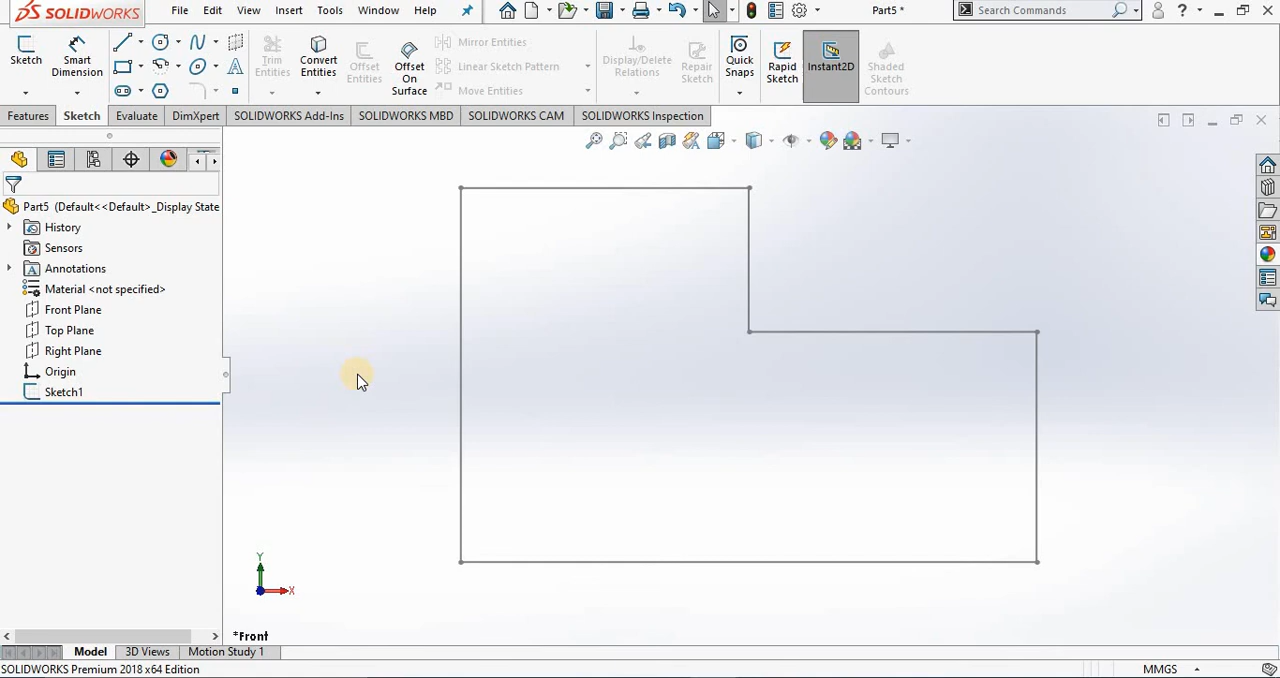 SOLIDWORKS File Edit View Insert Tools Window Help Part5 * Search Commands ?
Sketch Smart Dimension Trim Entities Convert Entities Offset Entities Offset On Surface Mirror Entities Linear Sketch Pattern Move Entities Display/Delete Relations Repair Sketch Quick Snaps Rapid Sketch Instant2D Shaded Sketch Contours
Features Sketch Evaluate DimXpert SOLIDWORKS Add-Ins SOLIDWORKS MBD SOLIDWORKS CAM SOLIDWORKS Inspection
Part5 (Default<<Default>_Display State
History
Sensors
Annotations
Material <not specified>
Front Plane
Top Plane
Right Plane
Origin
Sketch1
Y
X
*Front
Model 3D Views Motion Study 1
SOLIDWORKS Premium 2018 x64 Edition MMGS